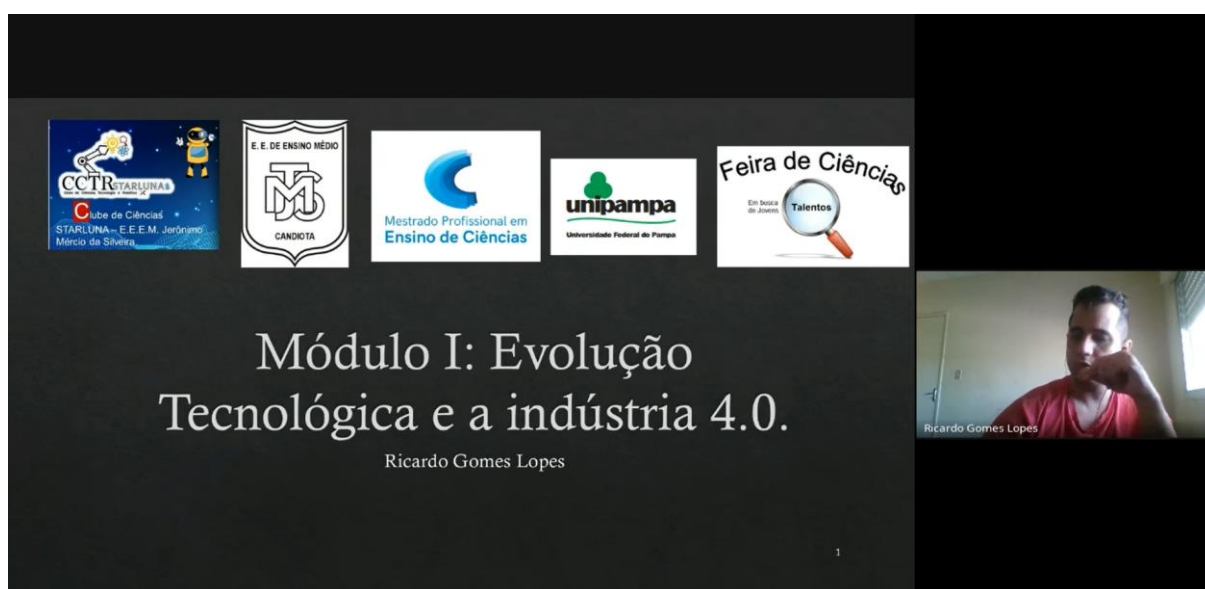 CCTR STARLUNAS
Clube de Ciências
STARLUNA – E.E.E.M. Jerônimo
Mércio da Silveira
E. E. DE ENSINO MÉDIO
JMS
CANDIOTA
Mestrado Profissional em
Ensino de Ciências
unipampa
Universidade Federal do Pampa
Feira de Ciências
Em busca
de Jovens
Talentos
Módulo I: Evolução
Tecnológica e a indústria 4.0.
Ricardo Gomes Lopes
1
Ricardo Gomes Lopes